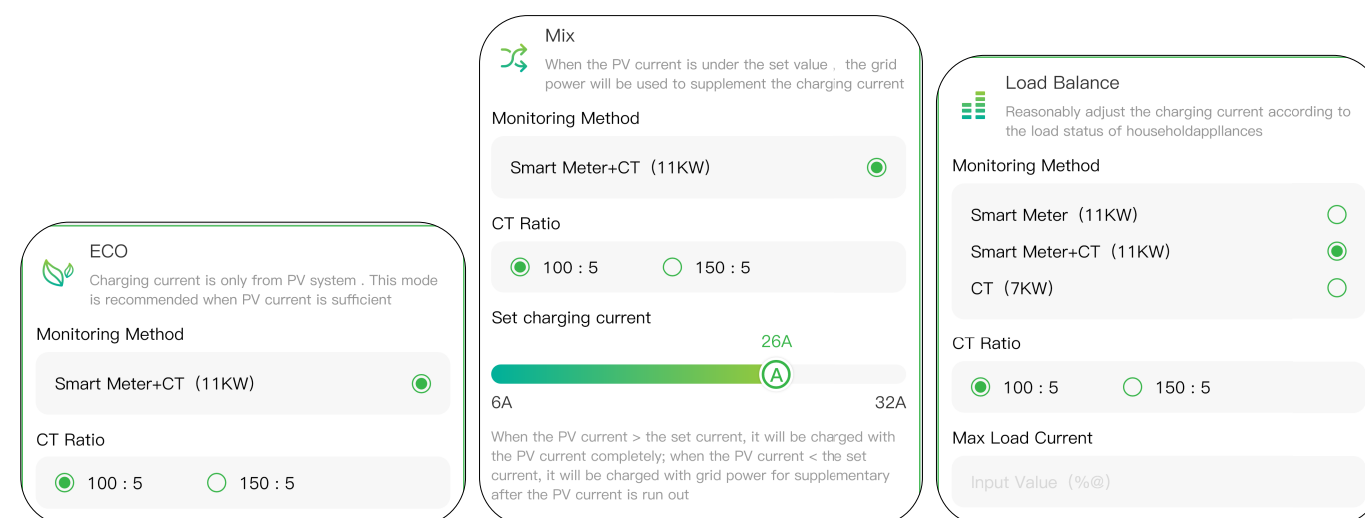 ECO
Charging current is only from PV system . This mode
is recommended when PV current is sufficient
Monitoring Method
Smart Meter+CT (11KW)
CT Ratio
100 : 5
150 : 5
Mix
When the PV current is under the set value . the grid
power will be used to supplement the charging current
Monitoring Method
Smart Meter+CT (11KW)
CT Ratio
100 : 5
150 : 5
Set charging current
26A
A
6A
32A
When the PV current > the set current, it will be charged with
the PV current completely; when the PV current < the set
current, it will be charged with grid power for supplementary
after the PV current is run out
Load Balance
Reasonably adjust the charging current according to
the load status of householdappllances
Monitoring Method
Smart Meter (11KW)
Smart Meter+CT (11KW)
CT (7KW)
CT Ratio
100 : 5
150 : 5
Max Load Current
Input Value (%@)